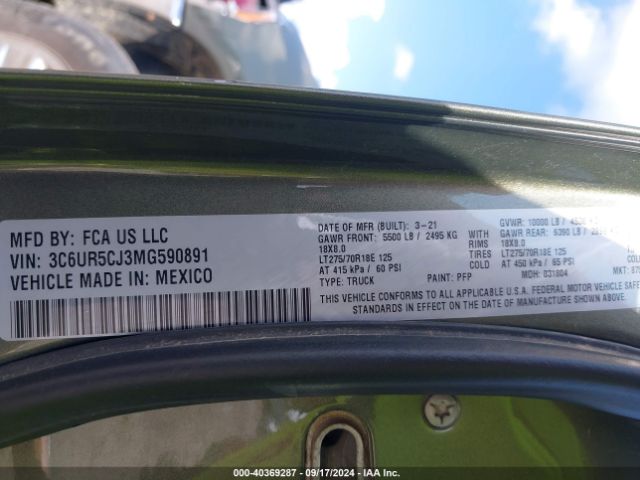 MFD BY: FCA US LLC
VIN: 3C6UR5CJ3MG590891
VEHICLE MADE IN: MEXICO
DATE OF MFR (BUILT): 3-21
GAWR FRONT: 5500 LB / 2495 KG
18X8.0
LT275/70R18E 125
AT 415 kPA / 60 PSI
TYPE: TRUCK
PAINT: PFP
WITH
RIMS
TIRES
COLD
GVWR: 10000 LB /
GAWR REAR: LB /
18X8.0
LT275/70R18E 125
AT 450 kPA / 65 PSI
MDH: 031804
THIS VEHICLE CONFORMS TO ALL APPLICABLE U.S.A. FEDERAL MOTOR VEHICLE
STANDARDS IN EFFECT ON THE DATE OF MANUFACTURE SHOWN ABOVE.
000-40369287 - 09/17/2024 - IAA Inc.